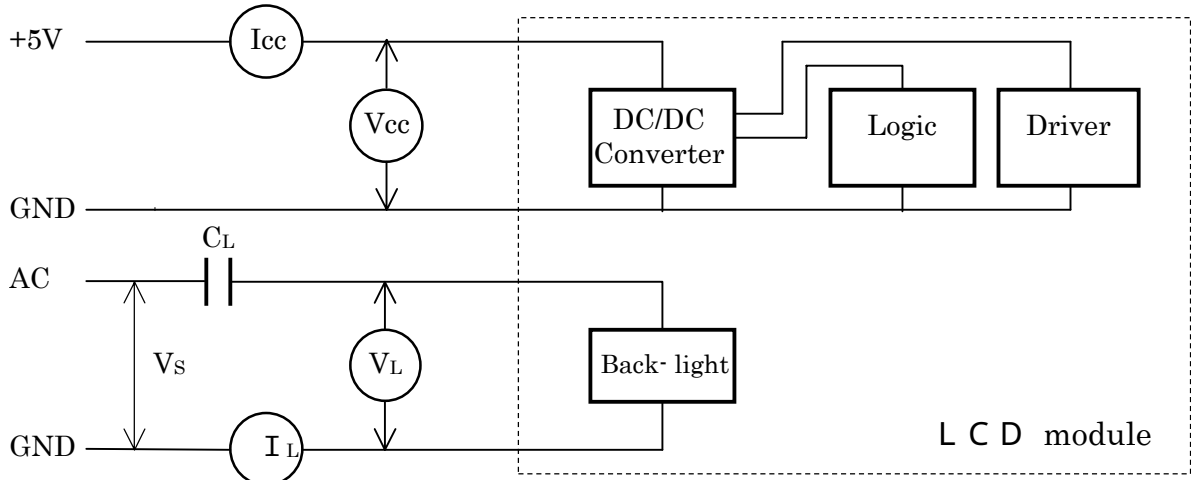 +5V
Icc
Vcc
DC/DC
Converter
Logic
Driver
GND
CL
AC
VS
VL
Back- light
GND
IL
LCD module